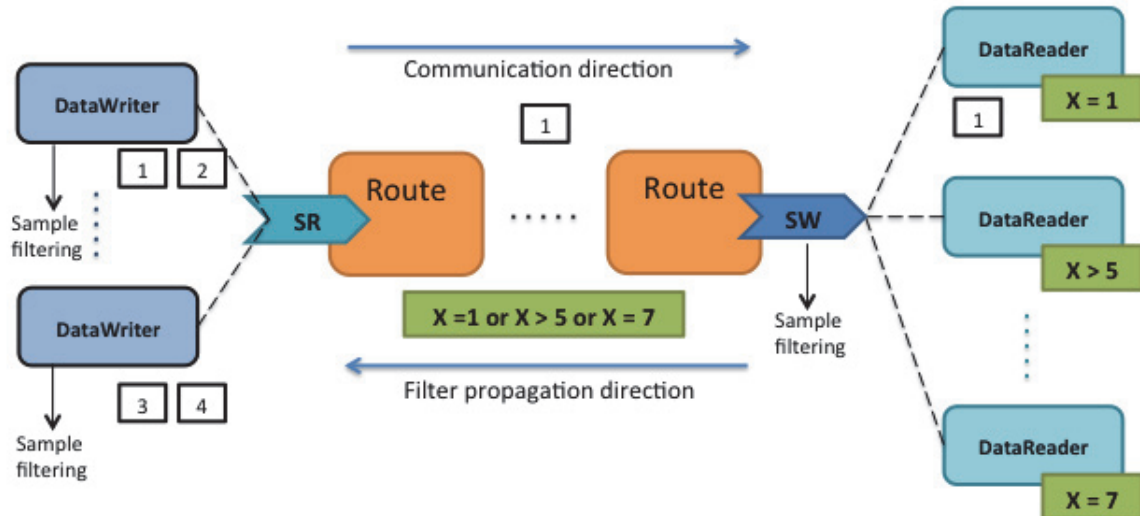 Communication direction
DataWriter
1
2
Sample
filtering
SR
Route
1
.....
Route
SW
Sample
filtering
DataWriter
3
4
Sample
filtering
X =1 or X > 5 or X = 7
Filter propagation direction
DataReader
X = 1
1
DataReader
X > 5
DataReader
X = 7